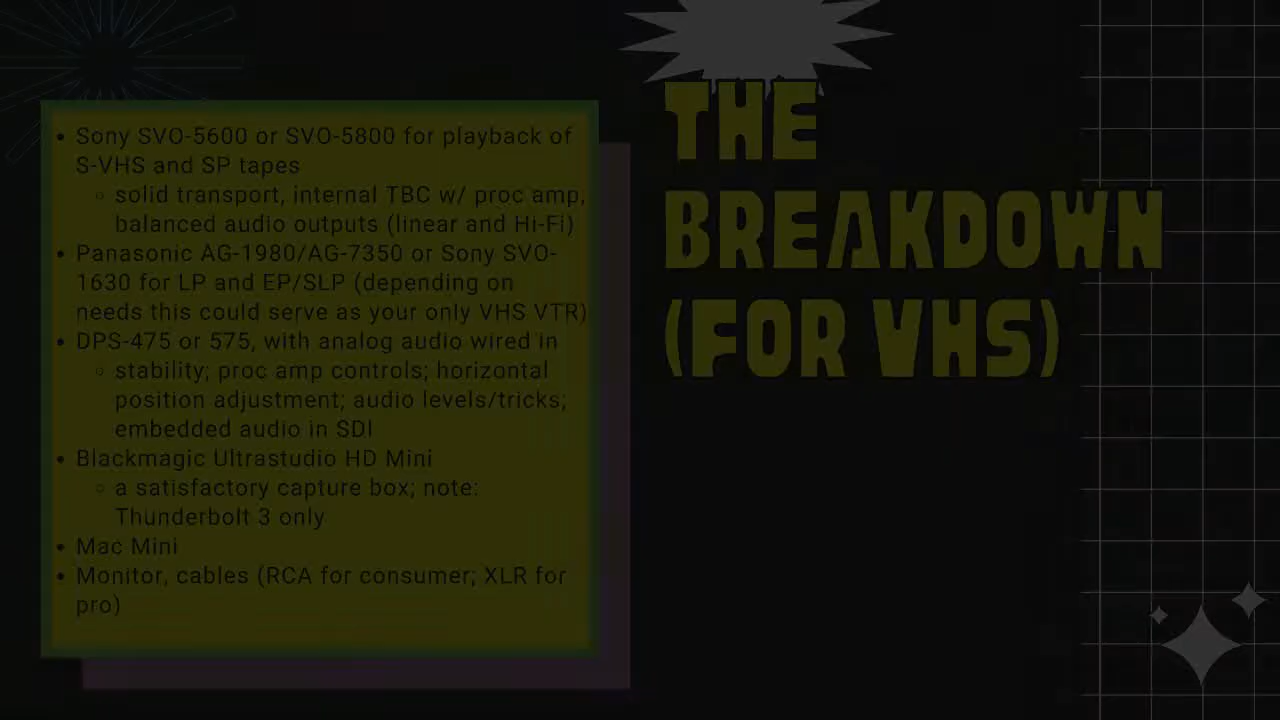 • Sony SVO-5600 or SVO-5800 for playback of
S-VHS and SP tapes
◦ solid transport, internal TBC w/ proc amp,
balanced audio outputs (linear and Hi-Fi)
• Panasonic AG-1980/AG-7350 or Sony SVO-
1630 for LP and EP/SLP (depending on
needs this could serve as your only VHS VTR)
• DPS-475 or 575, with analog audio wired in
◦ stability; proc amp controls; horizontal
position adjustment; audio levels/tricks;
embedded audio in SDI
• Blackmagic Ultrastudio HD Mini
◦ a satisfactory capture box; note:
Thunderbolt 3 only
• Mac Mini
• Monitor, cables (RCA for consumer; XLR for
pro)
THE
BREAKDOWN
(FOR VHS)